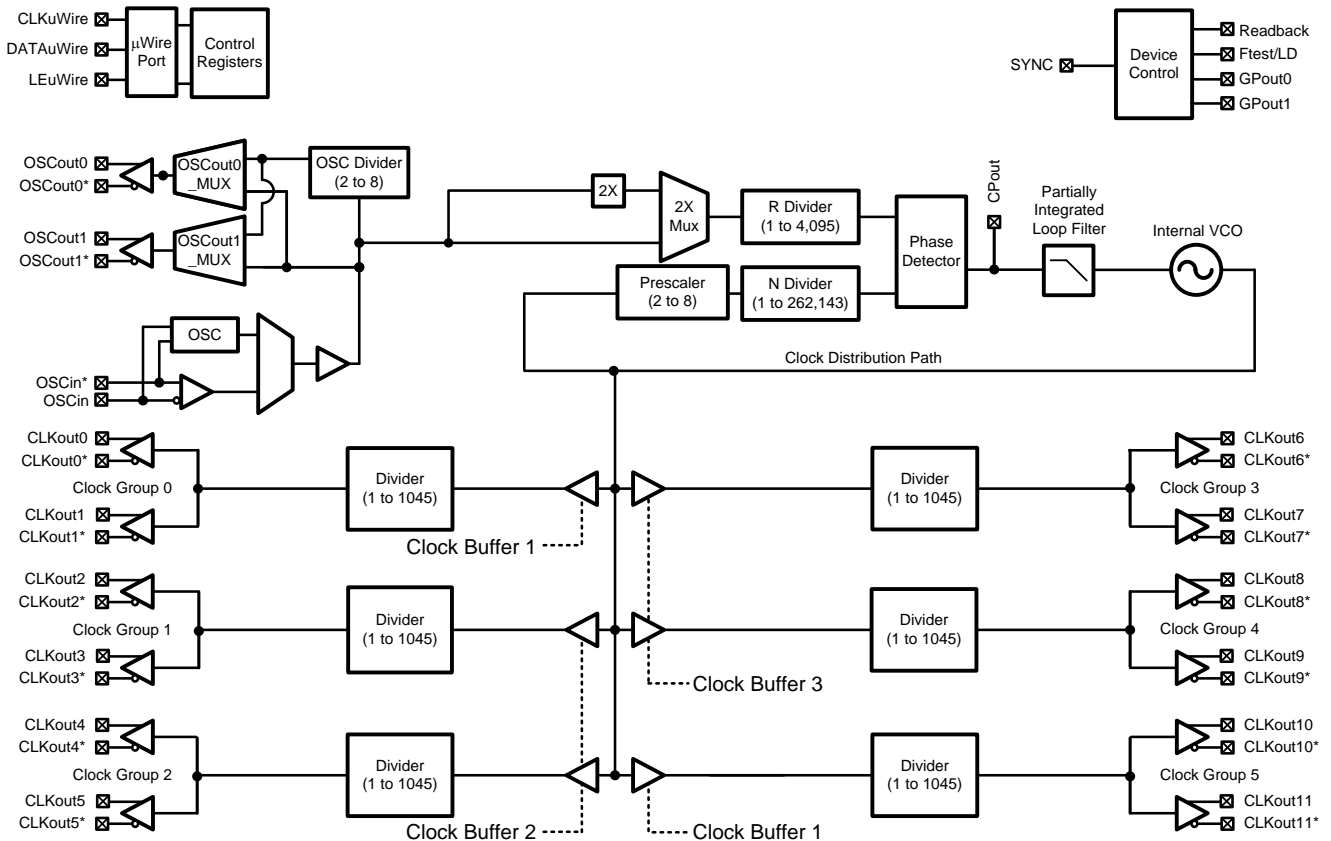 CLKuWire
DATAuWire
LEuWire
µWire
Port
Control
Registers
SYNC
Device
Control
Readback
Ftest/LD
GPout0
GPout1
OSCout0
OSCout0*
OSCout0
_MUX
OSC Divider
(2 to 8)
OSCout1
OSCout1*
OSCout1
_MUX
2X
2X
Mux
R Divider
(1 to 4,095)
Prescaler
(2 to 8)
N Divider
(1 to 262,143)
Phase
Detector
CPout
Partially
Integrated
Loop Filter
Internal VCO
OSC
OSCin*
OSCin
Clock Distribution Path
CLKout0
CLKout0*
Clock Group 0
CLKout1
CLKout1*
Divider
(1 to 1045)
Clock Buffer 1
Divider
(1 to 1045)
CLKout6
CLKout6*
Clock Group 3
CLKout7
CLKout7*
CLKout2
CLKout2*
Clock Group 1
CLKout3
CLKout3*
Divider
(1 to 1045)
Clock Buffer 3
Divider
(1 to 1045)
CLKout8
CLKout8*
Clock Group 4
CLKout9
CLKout9*
CLKout4
CLKout4*
Clock Group 2
CLKout5
CLKout5*
Divider
(1 to 1045)
Clock Buffer 2
Divider
(1 to 1045)
Clock Buffer 1
CLKout10
CLKout10*
Clock Group 5
CLKout11
CLKout11*